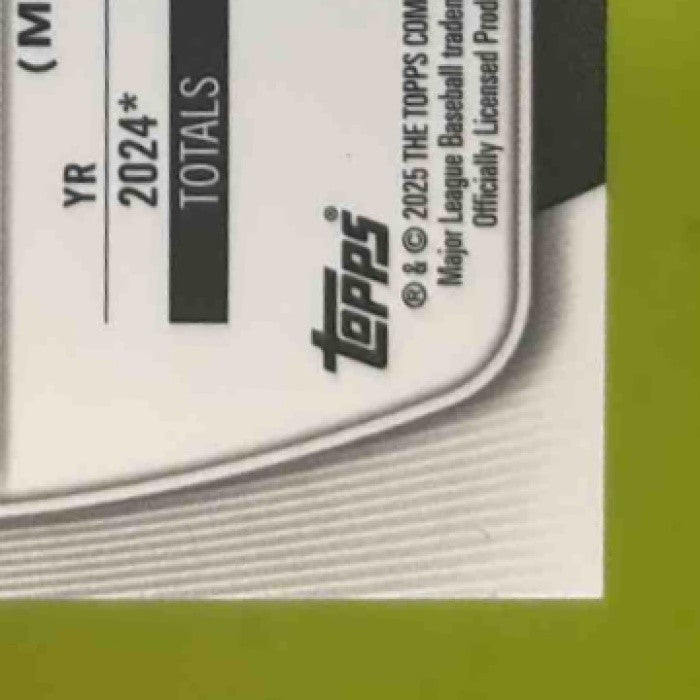 (M
YR
2024*
TOTALS
Topps®
® & © 2025 THE TOPPS COM
Major League Baseball trade
Officially Licensed Prod